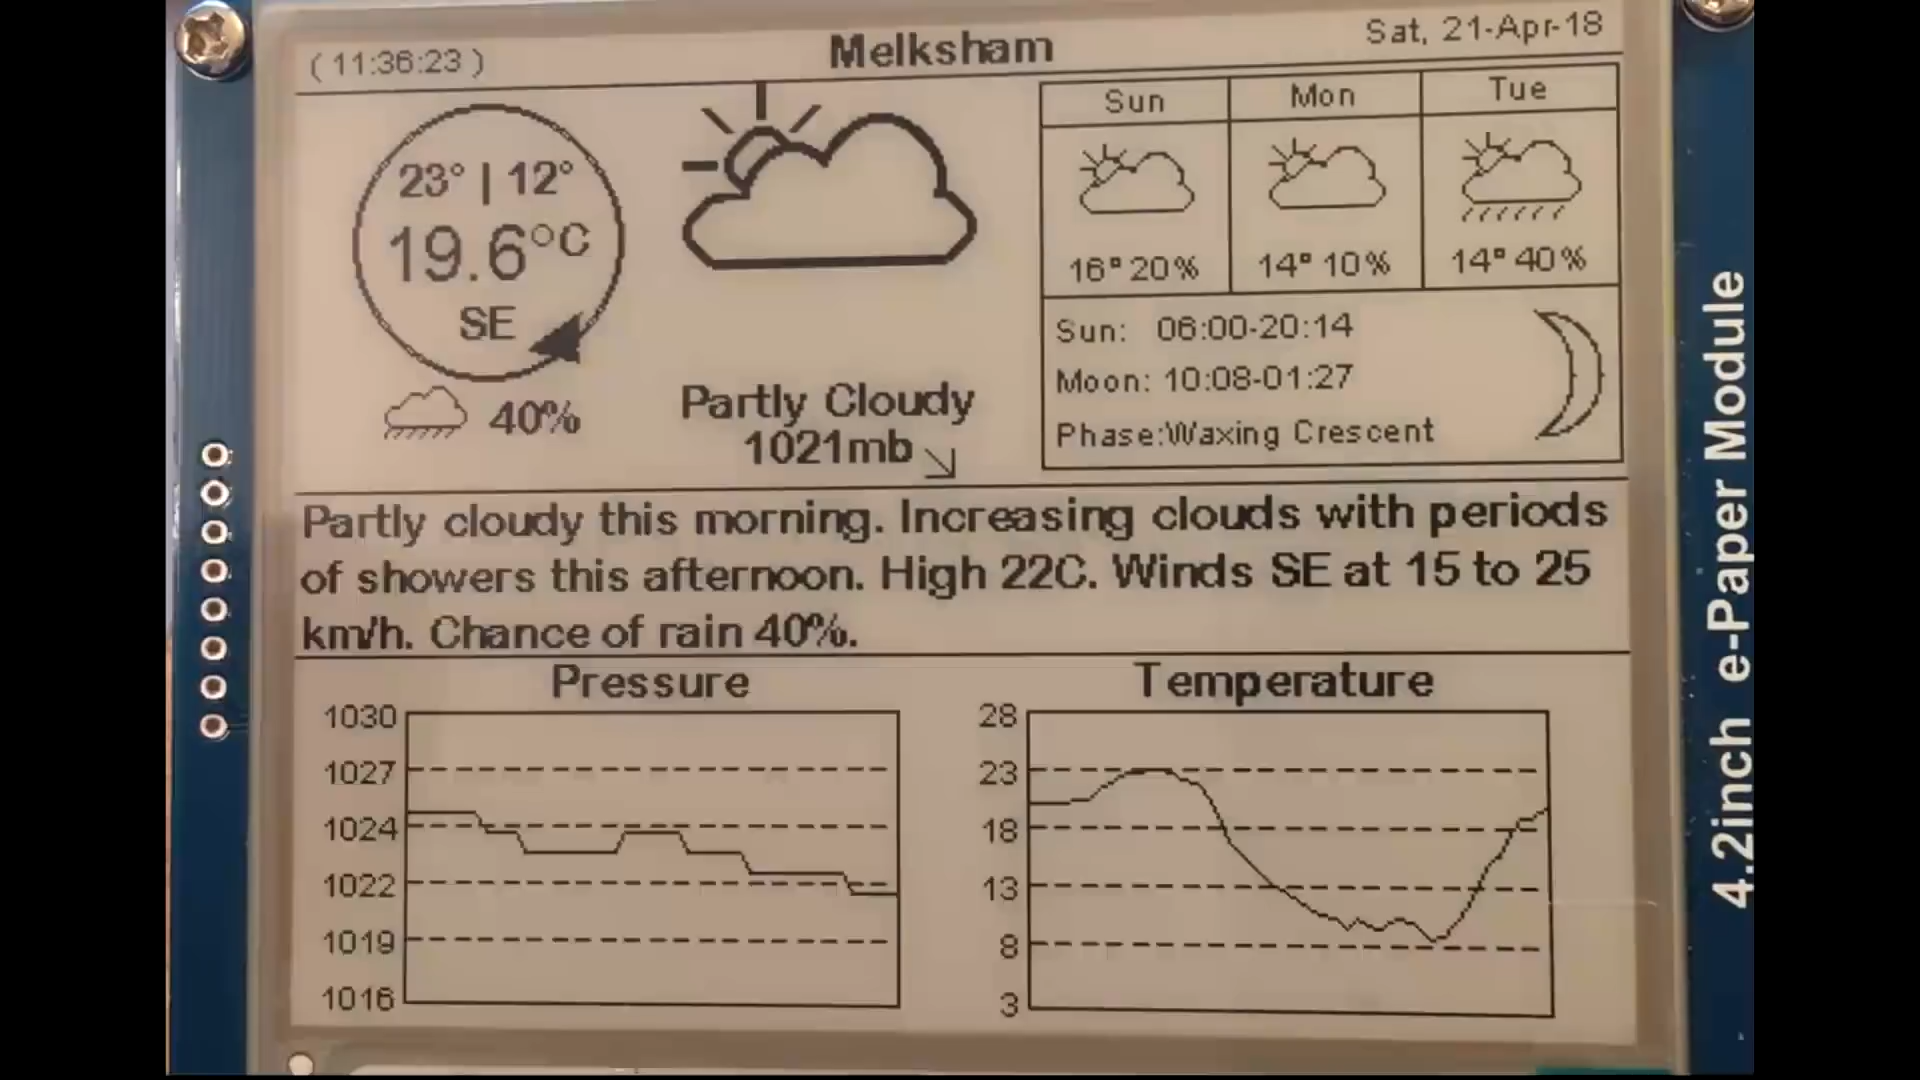 ( 11:36:23 )
Melksham
Sat, 21-Apr-18
23° | 12°
19.6°C
SE
40%
Partly Cloudy
1021mb
Sun Mon Tue
16° 20% 14° 10% 14° 40%
Sun: 06:00-20:14
Moon: 10:08-01:27
Phase:Waxing Crescent
Partly cloudy this morning. Increasing clouds with periods
of showers this afternoon. High 22C. Winds SE at 15 to 25
km/h. Chance of rain 40%.
Pressure
1030
1027
1024
1022
1019
1016
Temperature
28
23
18
13
8
3
4.2inch e-Paper Module